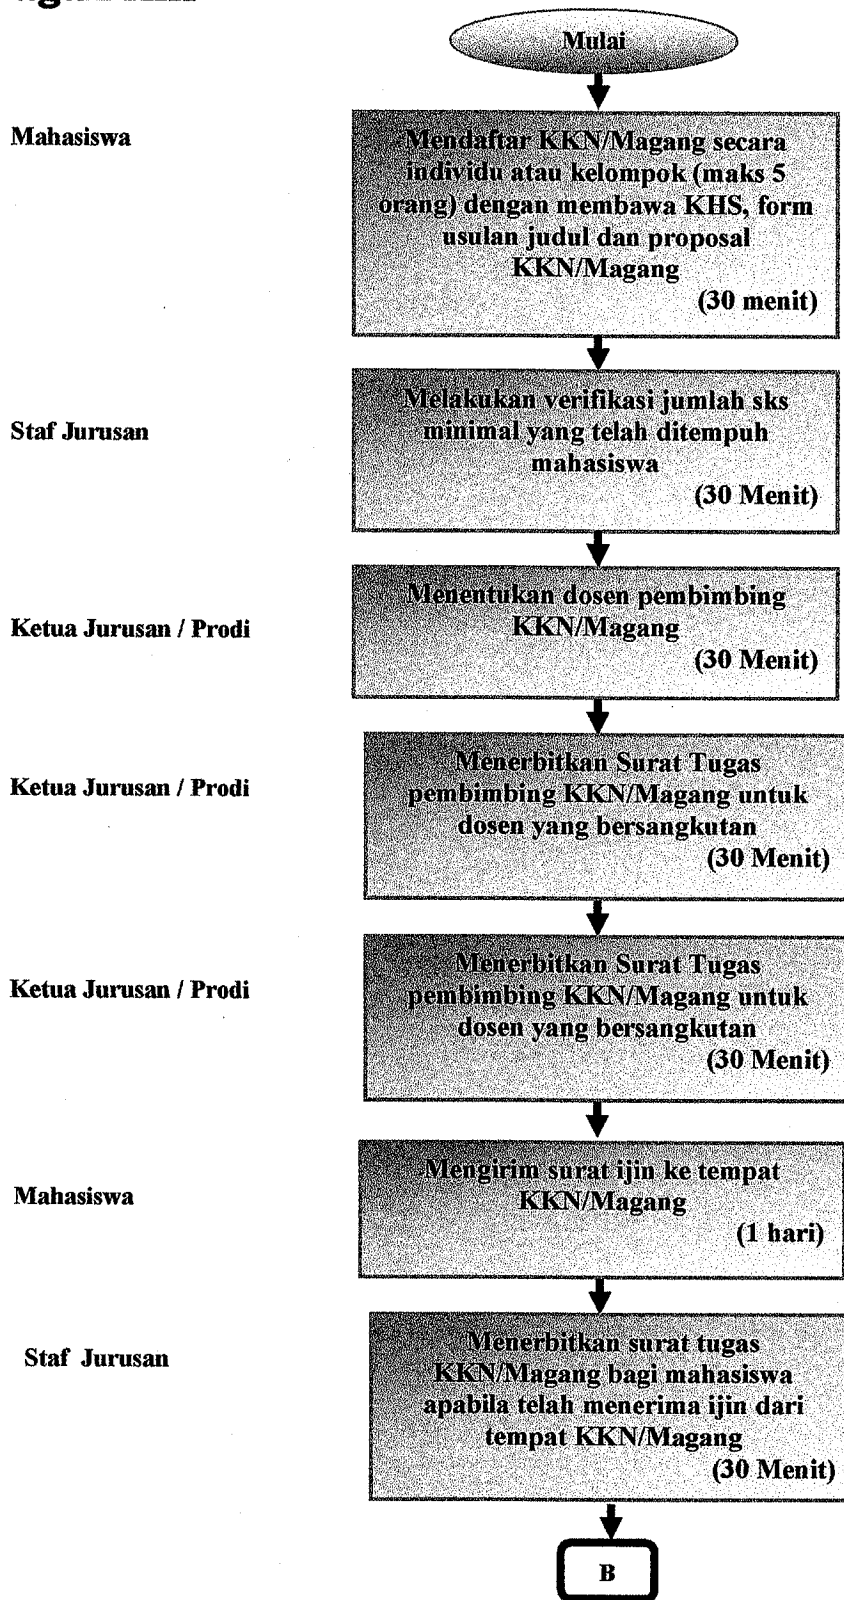 Mulai
Mahasiswa
Mendaftar KKN/Magang secara
individu atau kelompok (maks 5
orang) dengan membawa KHS, form
usulan judul dan proposal
KKN/Magang
(30 menit)
Staf Jurusan
Melakukan verifikasi jumlah sks
minimal yang telah ditempuh
mahasiswa
(30 Menit)
Ketua Jurusan / Prodi
Menentukan dosen pembimbing
KKN/Magang
(30 Menit)
Ketua Jurusan / Prodi
Menerbitkan Surat Tugas
pembimbing KKN/Magang untuk
dosen yang bersangkutan
(30 Menit)
Ketua Jurusan / Prodi
Menerbitkan Surat Tugas
pembimbing KKN/Magang untuk
dosen yang bersangkutan
(30 Menit)
Mahasiswa
Mengirim surat ijin ke tempat
KKN/Magang
(1 hari)
Staf Jurusan
Menerbitkan surat tugas
KKN/Magang bagi mahasiswa
apabila telah menerima ijin dari
tempat KKN/Magang
(30 Menit)
B